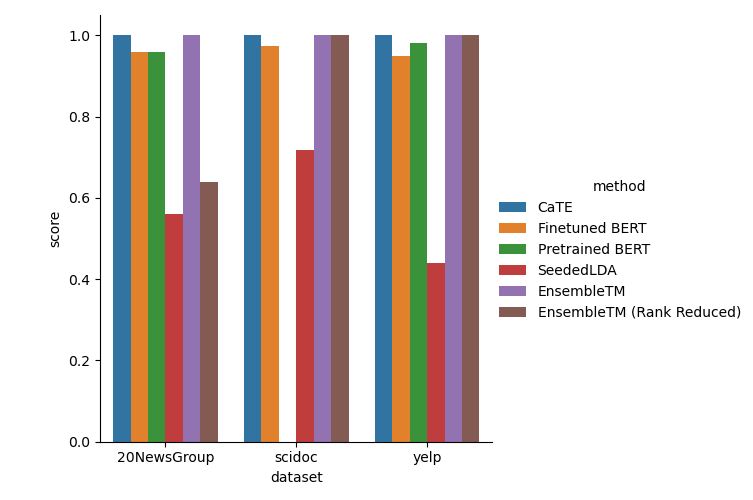 1.0
0.8
0.6
0.4
0.2
0.0
score
20NewsGroup
scidoc
yelp
dataset
method
CaTE
Finetuned BERT
Pretrained BERT
SeededLDA
EnsembleTM
EnsembleTM (Rank Reduced)